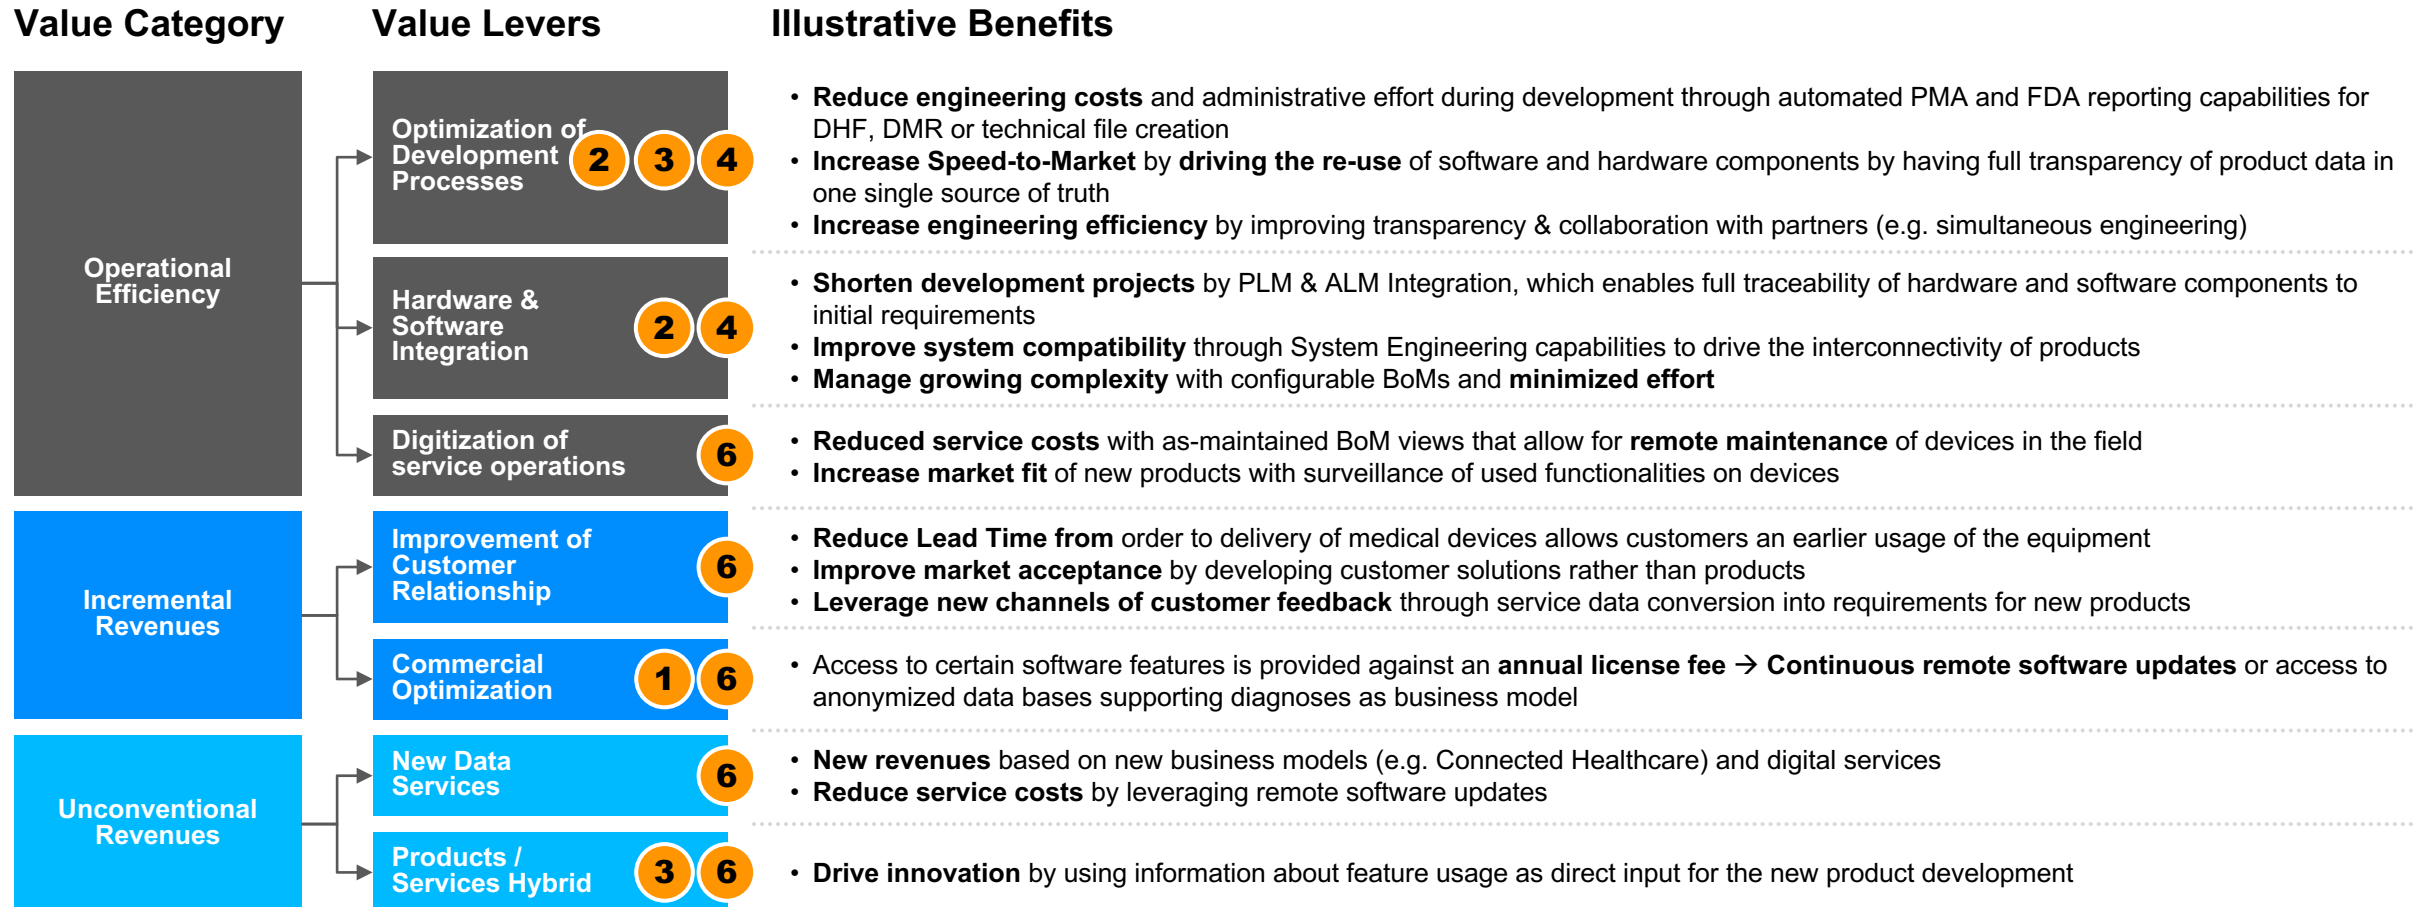 Value Category
Value Levers
Illustrative Benefits
Operational
Efficiency
Optimization of
Development
Processes
2
3
4
• Reduce engineering costs and administrative effort during development through automated PMA and FDA reporting capabilities for
DHF, DMR or technical file creation
• Increase Speed-to-Market by driving the re-use of software and hardware components by having full transparency of product data in
one single source of truth
• Increase engineering efficiency by improving transparency & collaboration with partners (e.g. simultaneous engineering)
Hardware &
Software
Integration
2
4
• Shorten development projects by PLM & ALM Integration, which enables full traceability of hardware and software components to
initial requirements
• Improve system compatibility through System Engineering capabilities to drive the interconnectivity of products
• Manage growing complexity with configurable BoMs and minimized effort
Digitization of
service operations
6
• Reduced service costs with as-maintained BoM views that allow for remote maintenance of devices in the field
• Increase market fit of new products with surveillance of used functionalities on devices
Incremental
Revenues
Improvement of
Customer
Relationship
6
• Reduce Lead Time from order to delivery of medical devices allows customers an earlier usage of the equipment
• Improve market acceptance by developing customer solutions rather than products
• Leverage new channels of customer feedback through service data conversion into requirements for new products
Commercial
Optimization
1
6
• Access to certain software features is provided against an annual license fee → Continuous remote software updates or access to
anonymized data bases supporting diagnoses as business model
Unconventional
Revenues
New Data
Services
6
• New revenues based on new business models (e.g. Connected Healthcare) and digital services
• Reduce service costs by leveraging remote software updates
Products /
Services Hybrid
3
6
• Drive innovation by using information about feature usage as direct input for the new product development